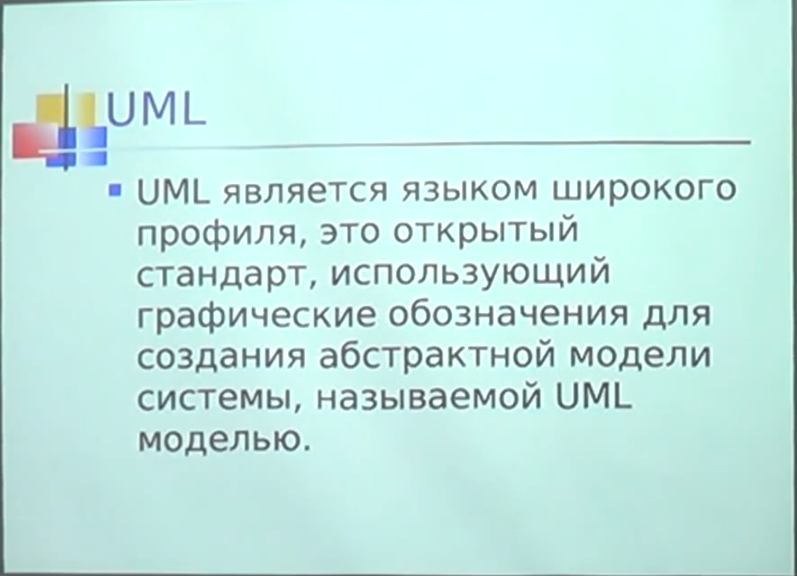 UML
UML является языком широкого
профиля, это открытый
стандарт, использующий
графические обозначения для
создания абстрактной модели
системы, называемой UML
моделью.